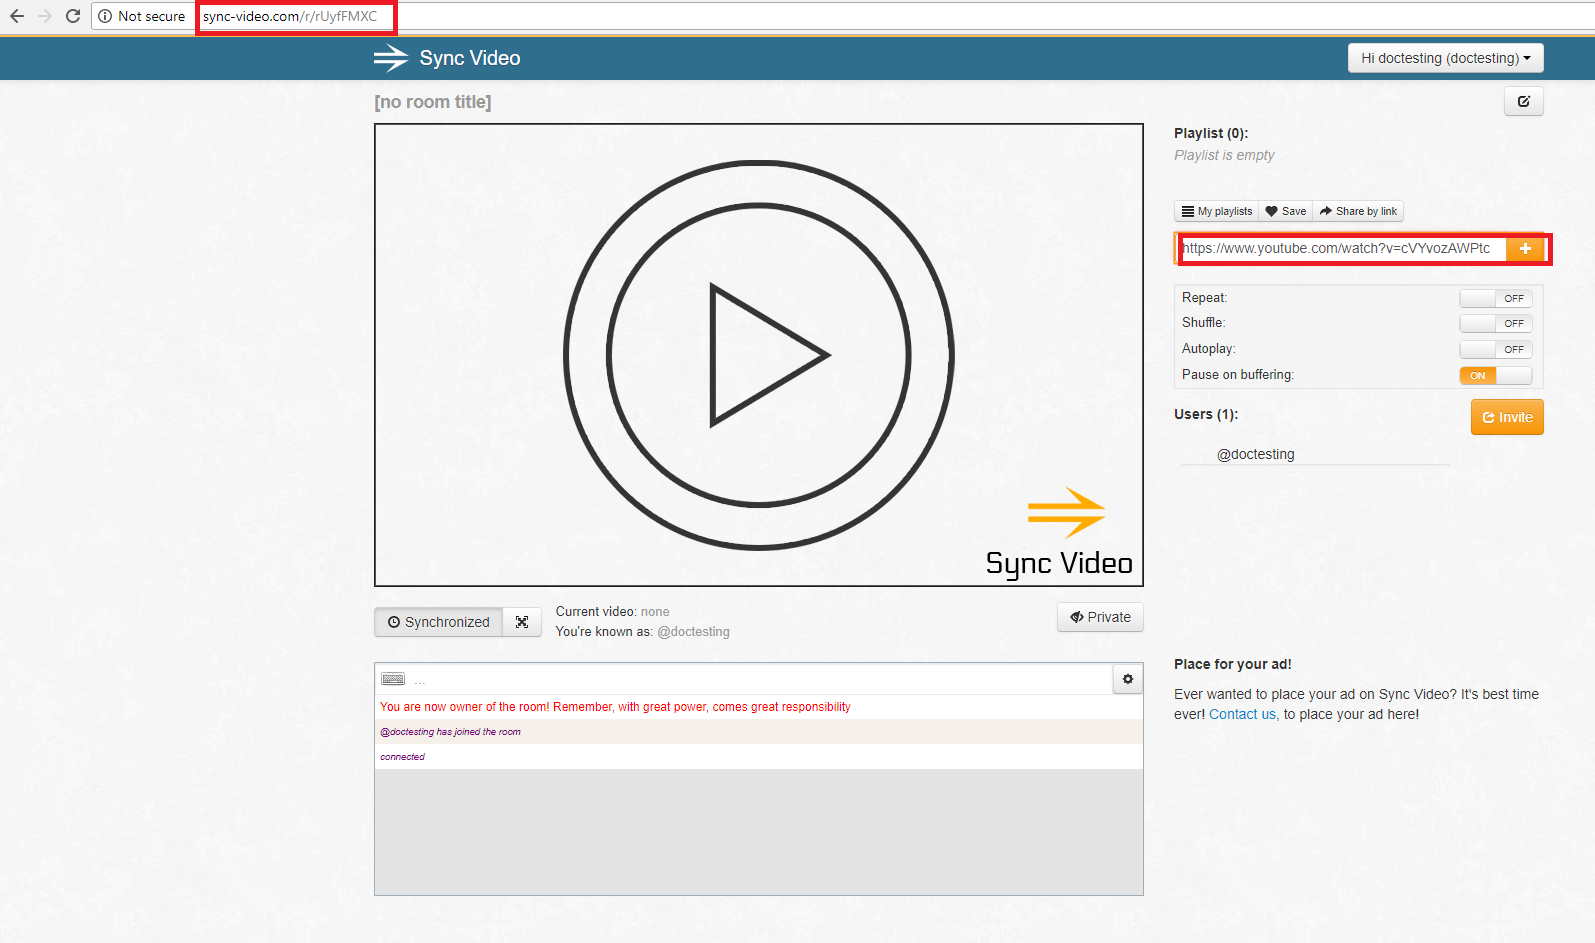 Not secure sync-video.com/r/rUyfFMXC
Sync Video
Hi doctesting (doctesting)
[no room title]
Playlist (0):
Playlist is empty
My playlists Save Share by link
https://www.youtube.com/watch?v=cVYvozAWPtc +
Repeat: OFF
Shuffle: OFF
Autoplay: OFF
Pause on buffering: ON
Users (1): Invite
@doctesting
Sync Video
Synchronized
Current video: none
You're known as: @doctesting
Private
...
You are now owner of the room! Remember, with great power, comes great responsibility
@doctesting has joined the room
connected
Place for your ad!
Ever wanted to place your ad on Sync Video? It's best time
ever! Contact us, to place your ad here!